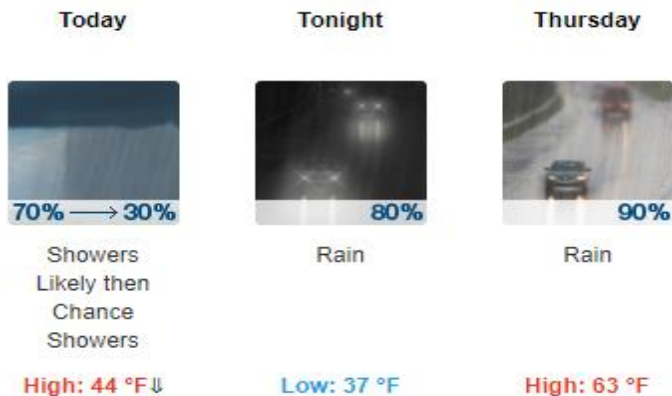 Today
70% → 30%
Showers
Likely then
Chance
Showers
High: 44 °F⇓
Tonight
80%
Rain
Low: 37 °F
Thursday
90%
Rain
High: 63 °F